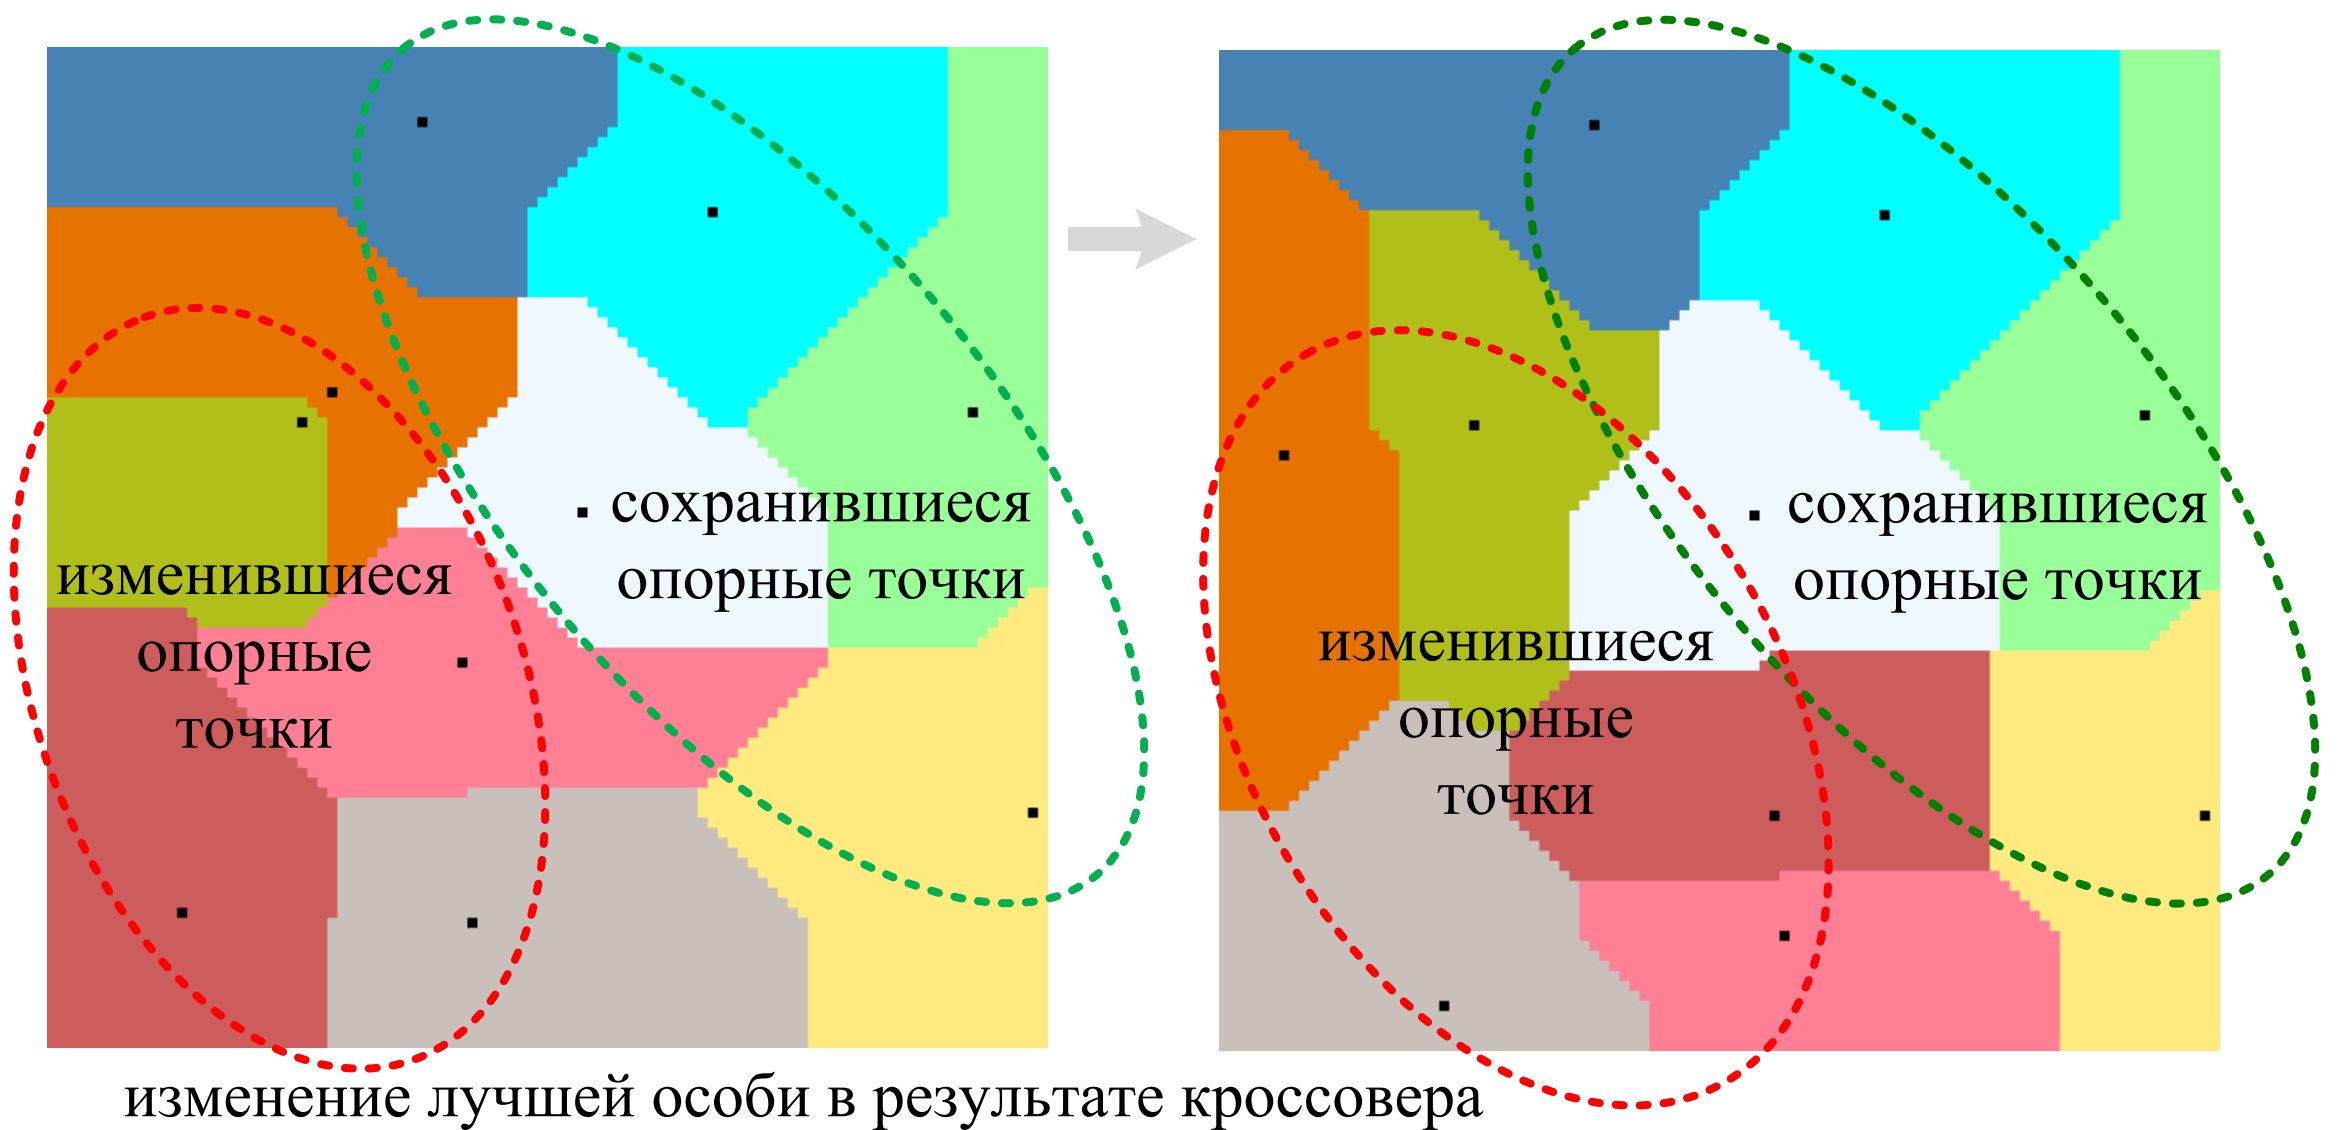 сохранившиеся
опорные точки
изменившиеся
опорные
точки
сохранившиеся
опорные точки
изменившиеся
опорные
точки
изменение лучшей особи в результате кроссовера